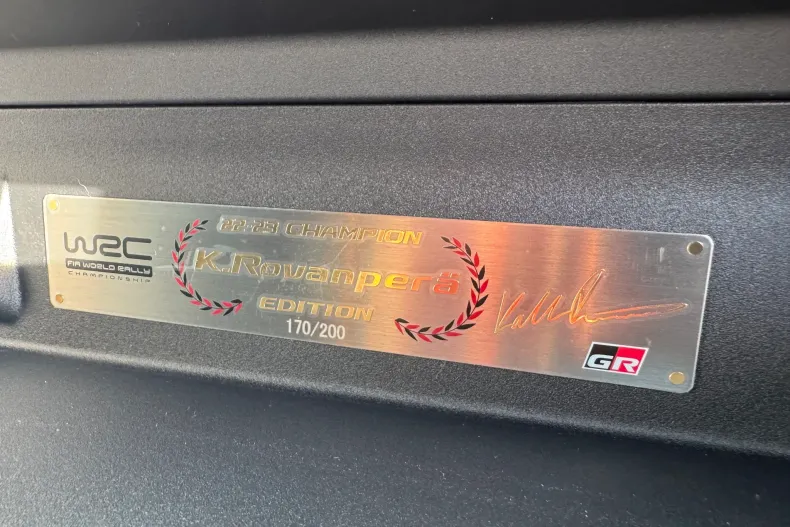 WRC
FIA WORLD RALLY
CHAMPIONSHIP
22-23 CHAMPION
K.Rovanperä
EDITION
170/200
GR